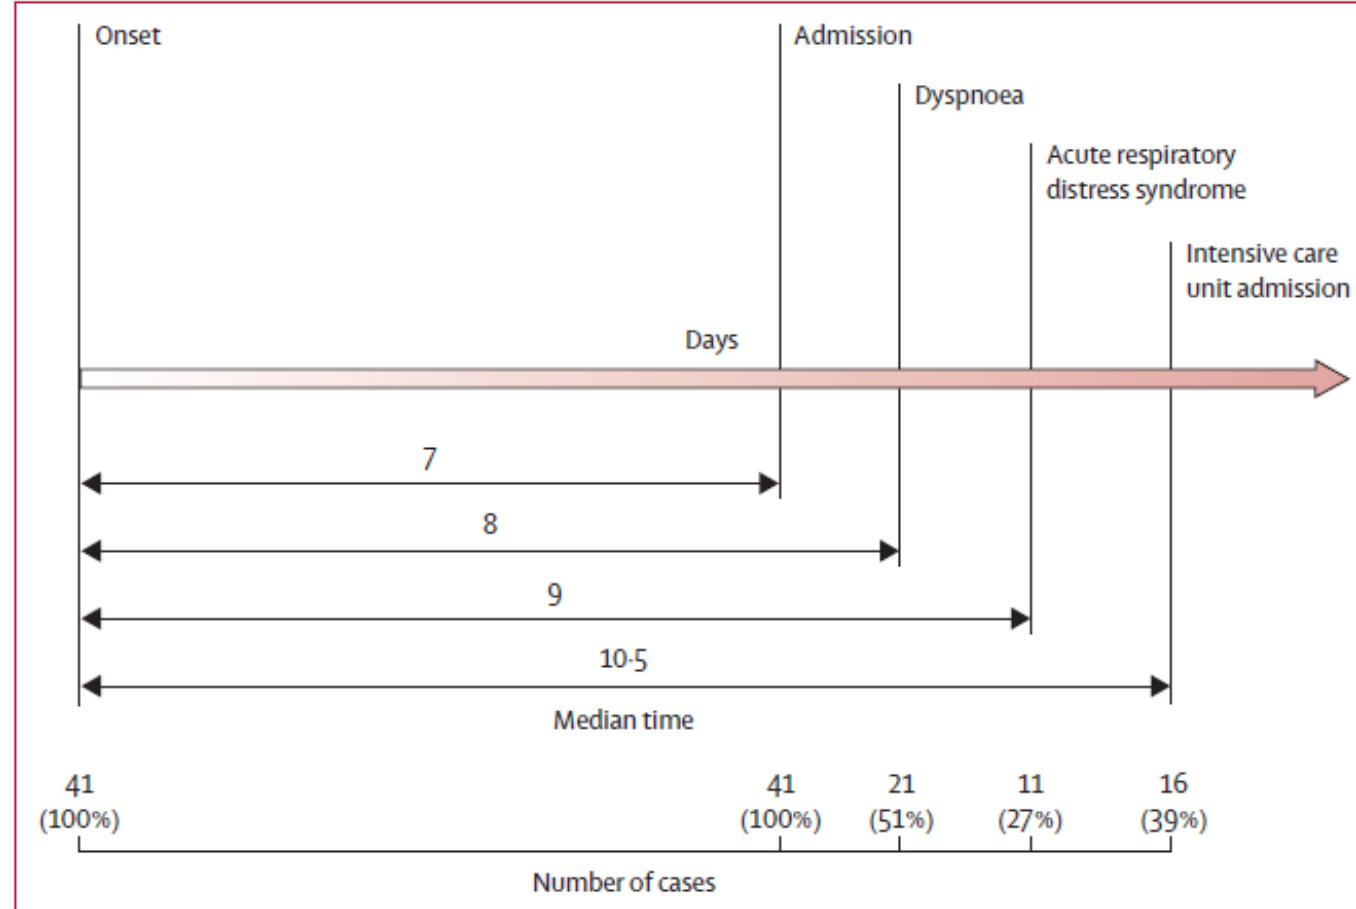 Onset
Admission
Dyspnoea
Acute respiratory
distress syndrome
Intensive care
unit admission
Days
7
8
9
10·5
Median time
41 41 21 11 16
(100%) (100%) (51%) (27%) (39%)
Number of cases